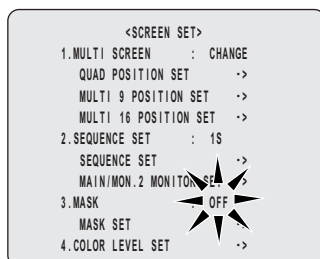 <SCREEN SET>
1.MULTI SCREEN : CHANGE
QUAD POSITION SET ->
MULTI 9 POSITION SET ->
MULTI 16 POSITION SET ->
2.SEQUENCE SET : 1S
SEQUENCE SET ->
MAIN/MON.2 MONITOR SET ->
3.MASK : OFF
MASK SET ->
4.COLOR LEVEL SET ->